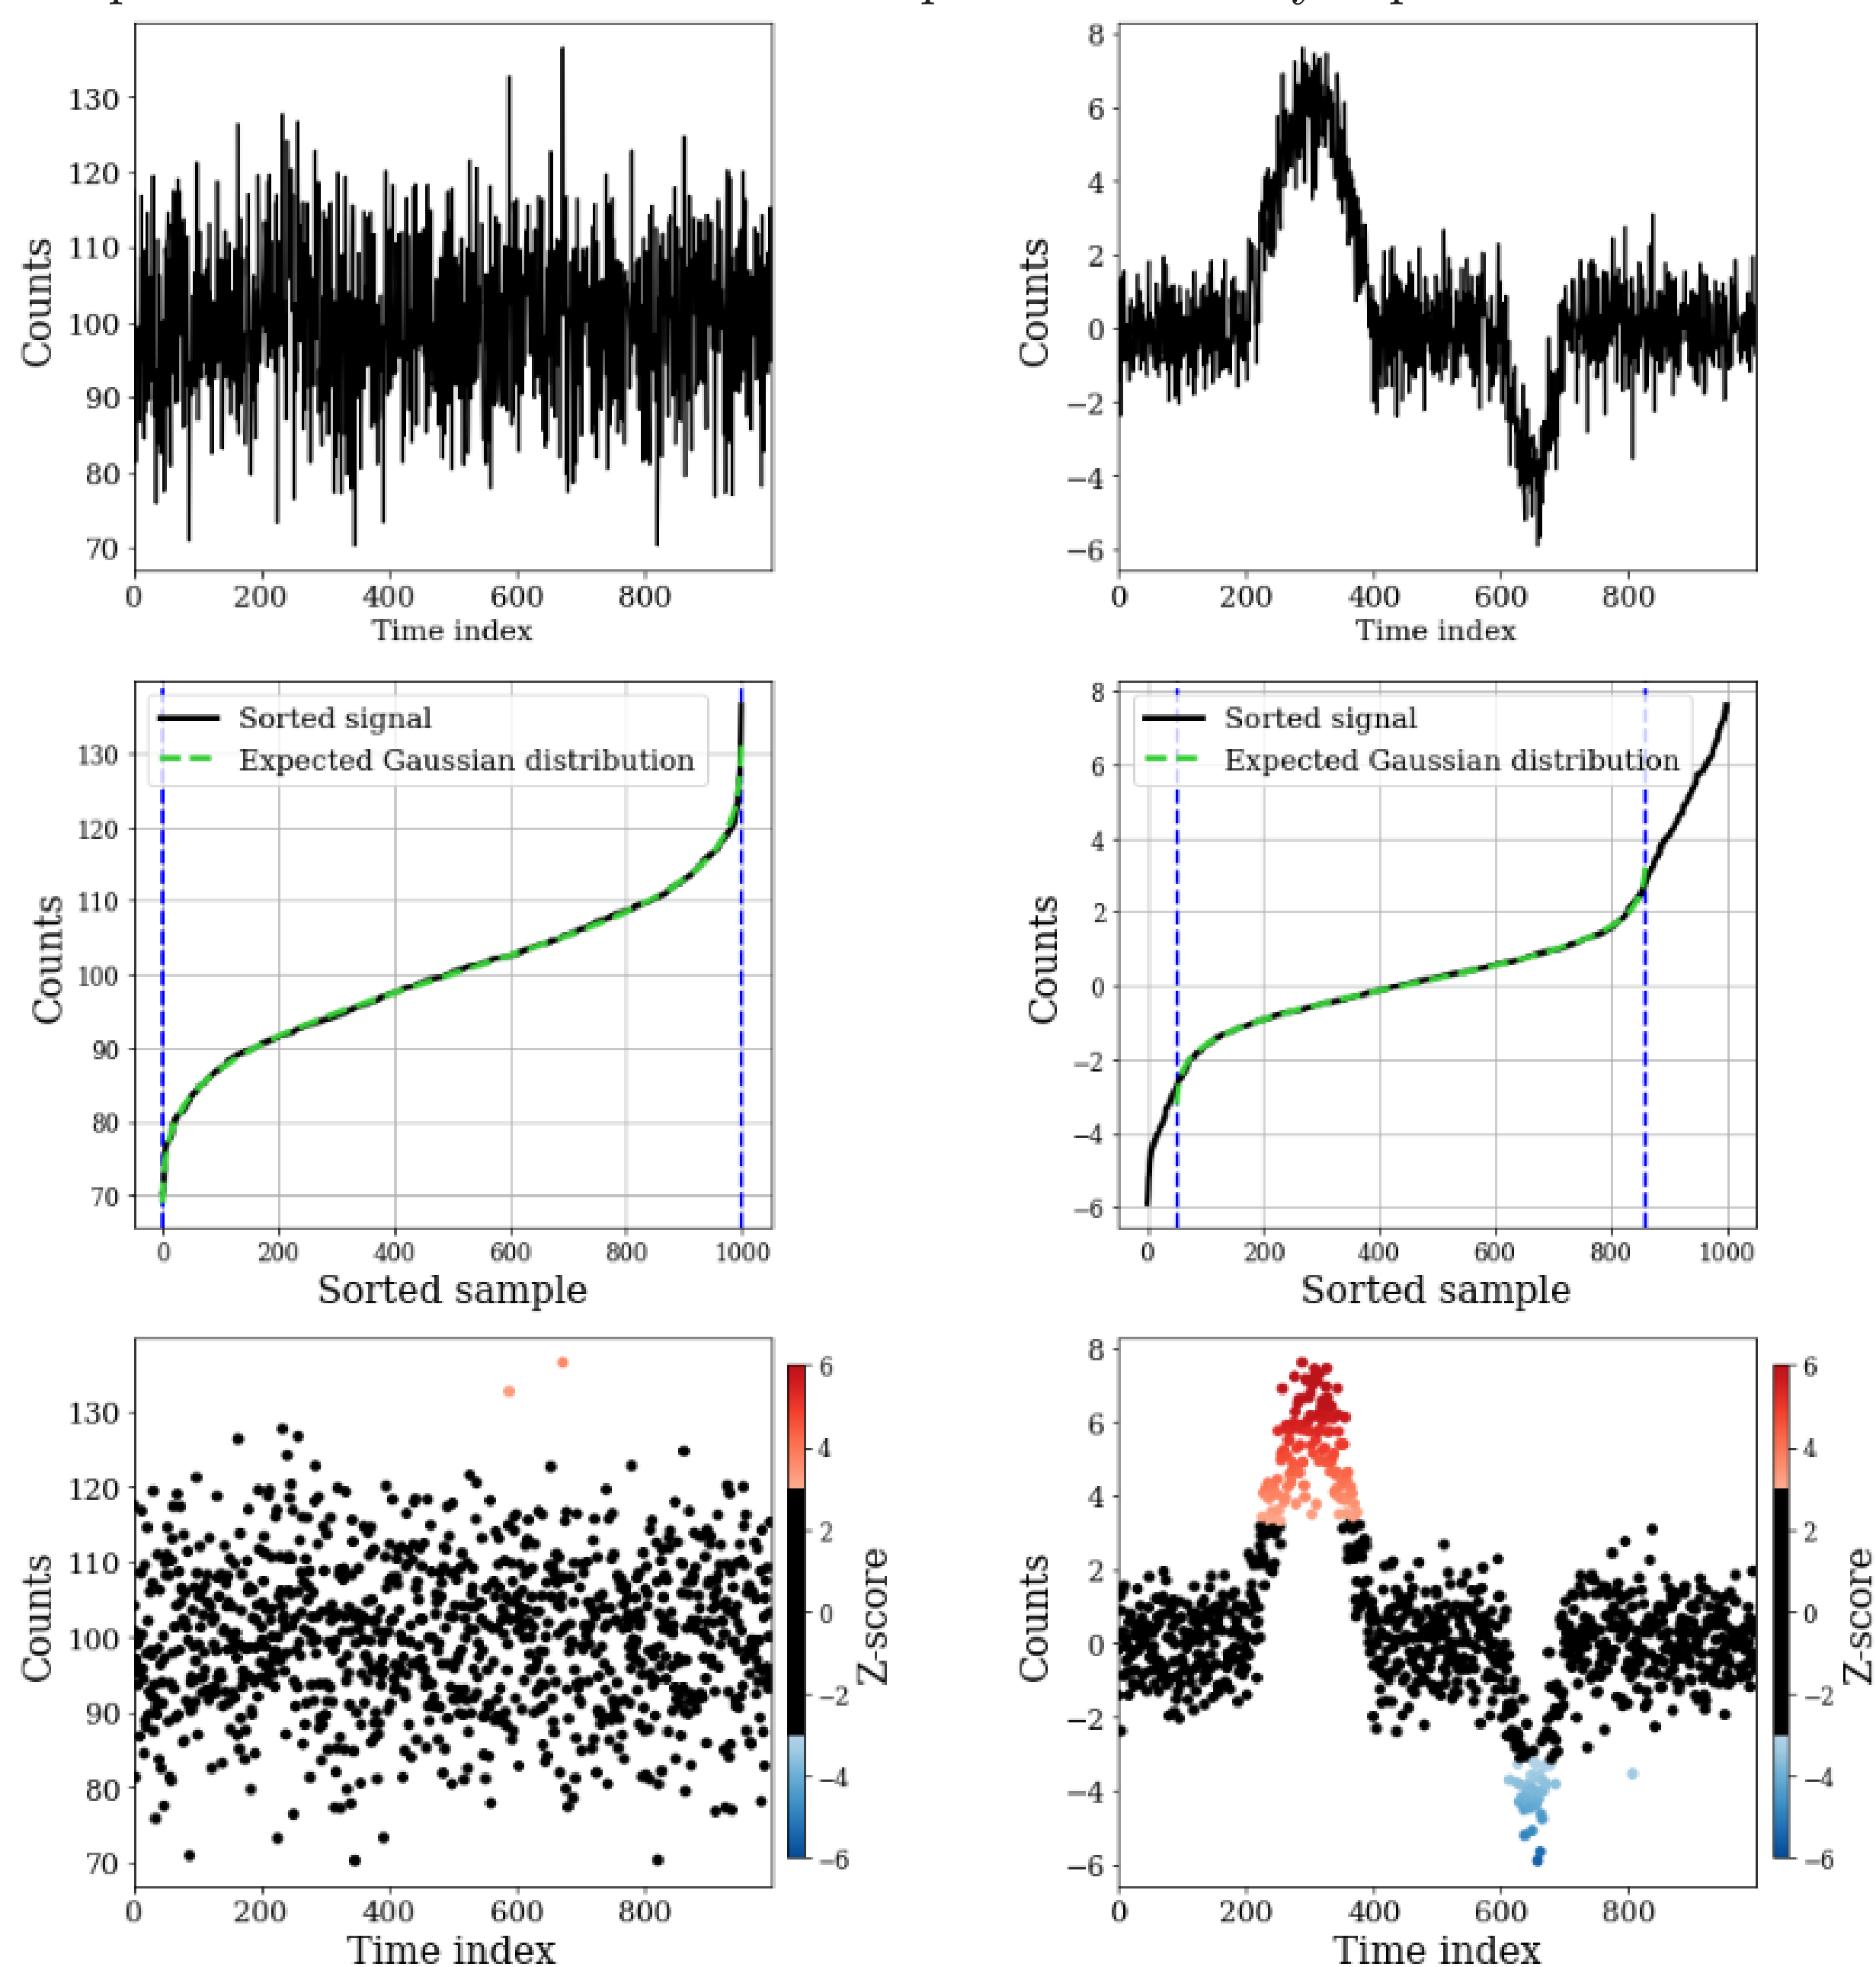 130
120
110
100
90
80
70
Counts
0 200 400 600 800
Time index
8
6
4
2
0
−2
−4
−6
Counts
0 200 400 600 800
Time index
Sorted signal
Expected Gaussian distribution
130
120
110
100
90
80
70
Counts
0 200 400 600 800 1000
Sorted sample
Sorted signal
Expected Gaussian distribution
8
6
4
2
0
−2
−4
−6
Counts
0 200 400 600 800 1000
Sorted sample
130
120
110
100
90
80
70
Counts
0 200 400 600 800
Time index
6
4
2
0
−2
−4
−6
Z-score
8
6
4
2
0
−2
−4
−6
Counts
0 200 400 600 800
Time index
6
4
2
0
−2
−4
−6
Z-score